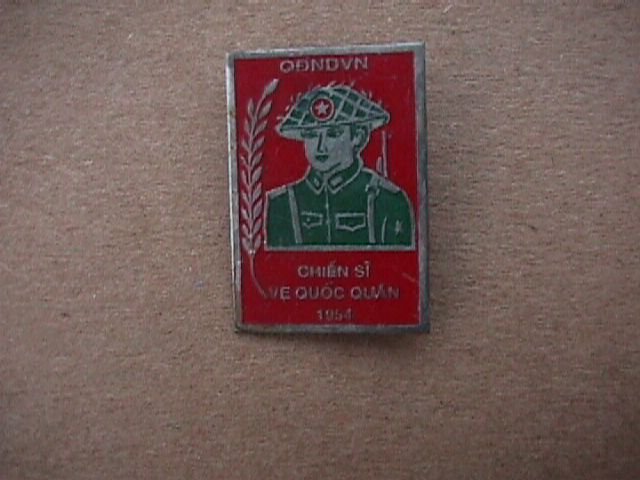 QĐNDVN
CHIẾN SĨ
VỆ QUỐC QUÂN
1954